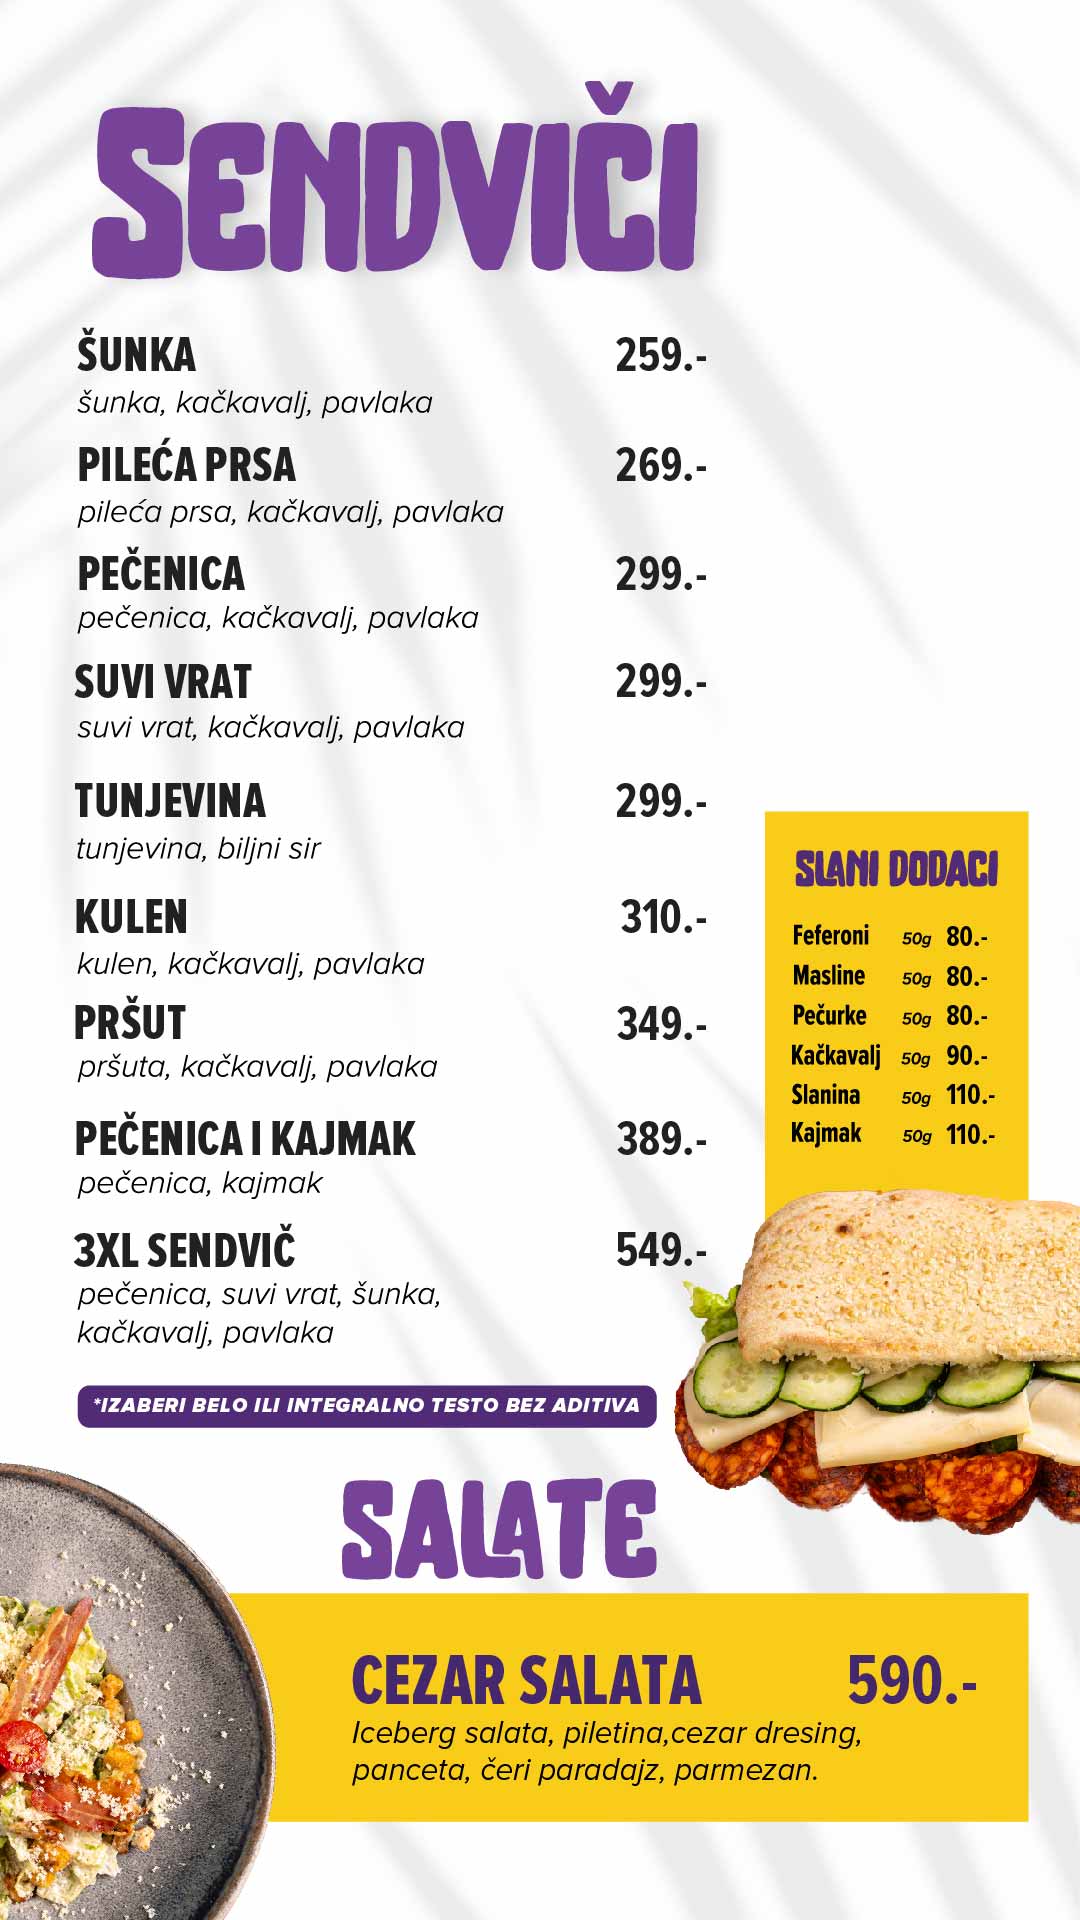 SENDVIČI
ŠUNKA 259.-
šunka, kačkavalj, pavlaka
PILEĆA PRSA 269.-
pileća prsa, kačkavalj, pavlaka
PEČENICA 299.-
pečenica, kačkavalj, pavlaka
SUVI VRAT 299.-
suvi vrat, kačkavalj, pavlaka
TUNJEVINA 299.-
tunjevina, biljni sir
KULEN 310.-
kulen, kačkavalj, pavlaka
PRŠUT 349.-
pršuta, kačkavalj, pavlaka
PEČENICA I KAJMAK 389.-
pečenica, kajmak
3XL SENDVIČ 549.-
pečenica, suvi vrat, šunka,
kačkavalj, pavlaka
*IZABERI BELO ILI INTEGRALNO TESTO BEZ ADITIVA
SLANI DODACI
Feferoni 50g 80.-
Masline 50g 80.-
Pečurke 50g 80.-
Kačkavalj 50g 90.-
Slanina 50g 110.-
Kajmak 50g 110.-
SALATE
CEZAR SALATA 590.-
Iceberg salata, piletina,cezar dresing,
panceta, čeri paradajz, parmezan.